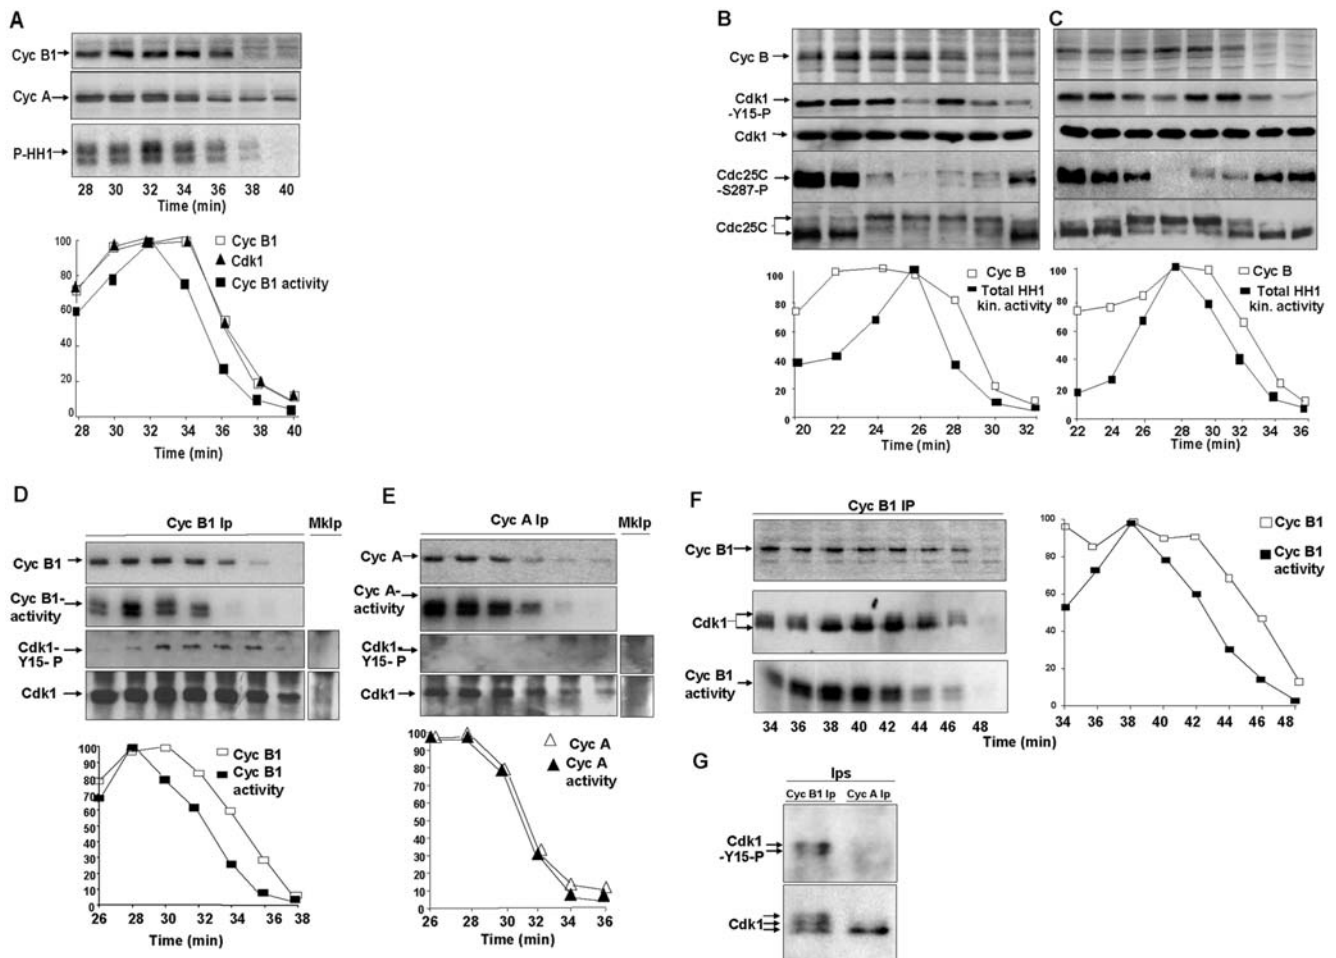 A
Cyc B1
Cyc A
P-HH1
28 30 32 34 36 38 40
Time (min)
100
80
60
40
20
0
Cyc B1
Cdk1
Cyc B1 activity
28 30 32 34 36 38 40
Time (min)
B
C
Cyc B
Cdk1
-Y15-P
Cdk1
Cdc25C
-S287-P
Cdc25C
100
80
60
40
20
0
Cyc B
Total HH1
kin. activity
20 22 24 26 28 30 32
Time (min)
100
80
60
40
20
0
Cyc B
Total HH1
kin. activity
22 24 26 28 30 32 34 36
Time (min)
D
Cyc B1 Ip
MkIp
Cyc B1
Cyc B1-
activity
Cdk1-
Y15- P
Cdk1
100
90
80
70
60
50
40
30
20
10
0
Cyc B1
Cyc B1
activity
26 28 30 32 34 36 38
Time (min)
E
Cyc A Ip
MkIp
Cyc A
Cyc A-
activity
Cdk1-
Y15-P
Cdk1
100
90
80
70
60
50
40
30
20
10
0
Cyc A
Cyc A
activity
26 28 30 32 34 36
Time (min)
F
Cyc B1 IP
Cyc B1
Cdk1
Cyc B1
activity
34 36 38 40 42 44 46 48
100
80
60
40
20
0
Cyc B1
Cyc B1
activity
34 36 38 40 42 44 46 48
Time (min)
G
Ips
Cyc B1 Ip Cyc A Ip
Cdk1
-Y15-P
Cdk1